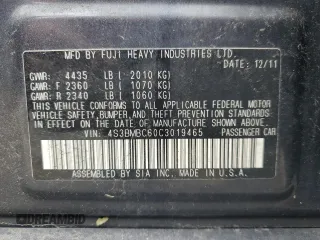 MFD BY FUJI HEAVY INDUSTRIES LTD.
DATE: 12/11
GVWR: 4435 LB ( 2010 KG)
GAWR F 2360 LB ( 1070 KG)
GAWR R 2340 LB ( 1060 KG)
THIS VEHICLE CONFORMS TO ALL APPLICABLE FEDERAL MOTOR
VEHICLE SAFETY, BUMPER, AND THEFT PREVENTION STANDARDS
IN EFFECT ON THE DATE OF MANUFACTURE SHOWN ABOVE.
VIN: 4S3BMBC60C3019465 PASSENGER CAR
ASSEMBLED BY SIA INC, MADE IN U.S.A.